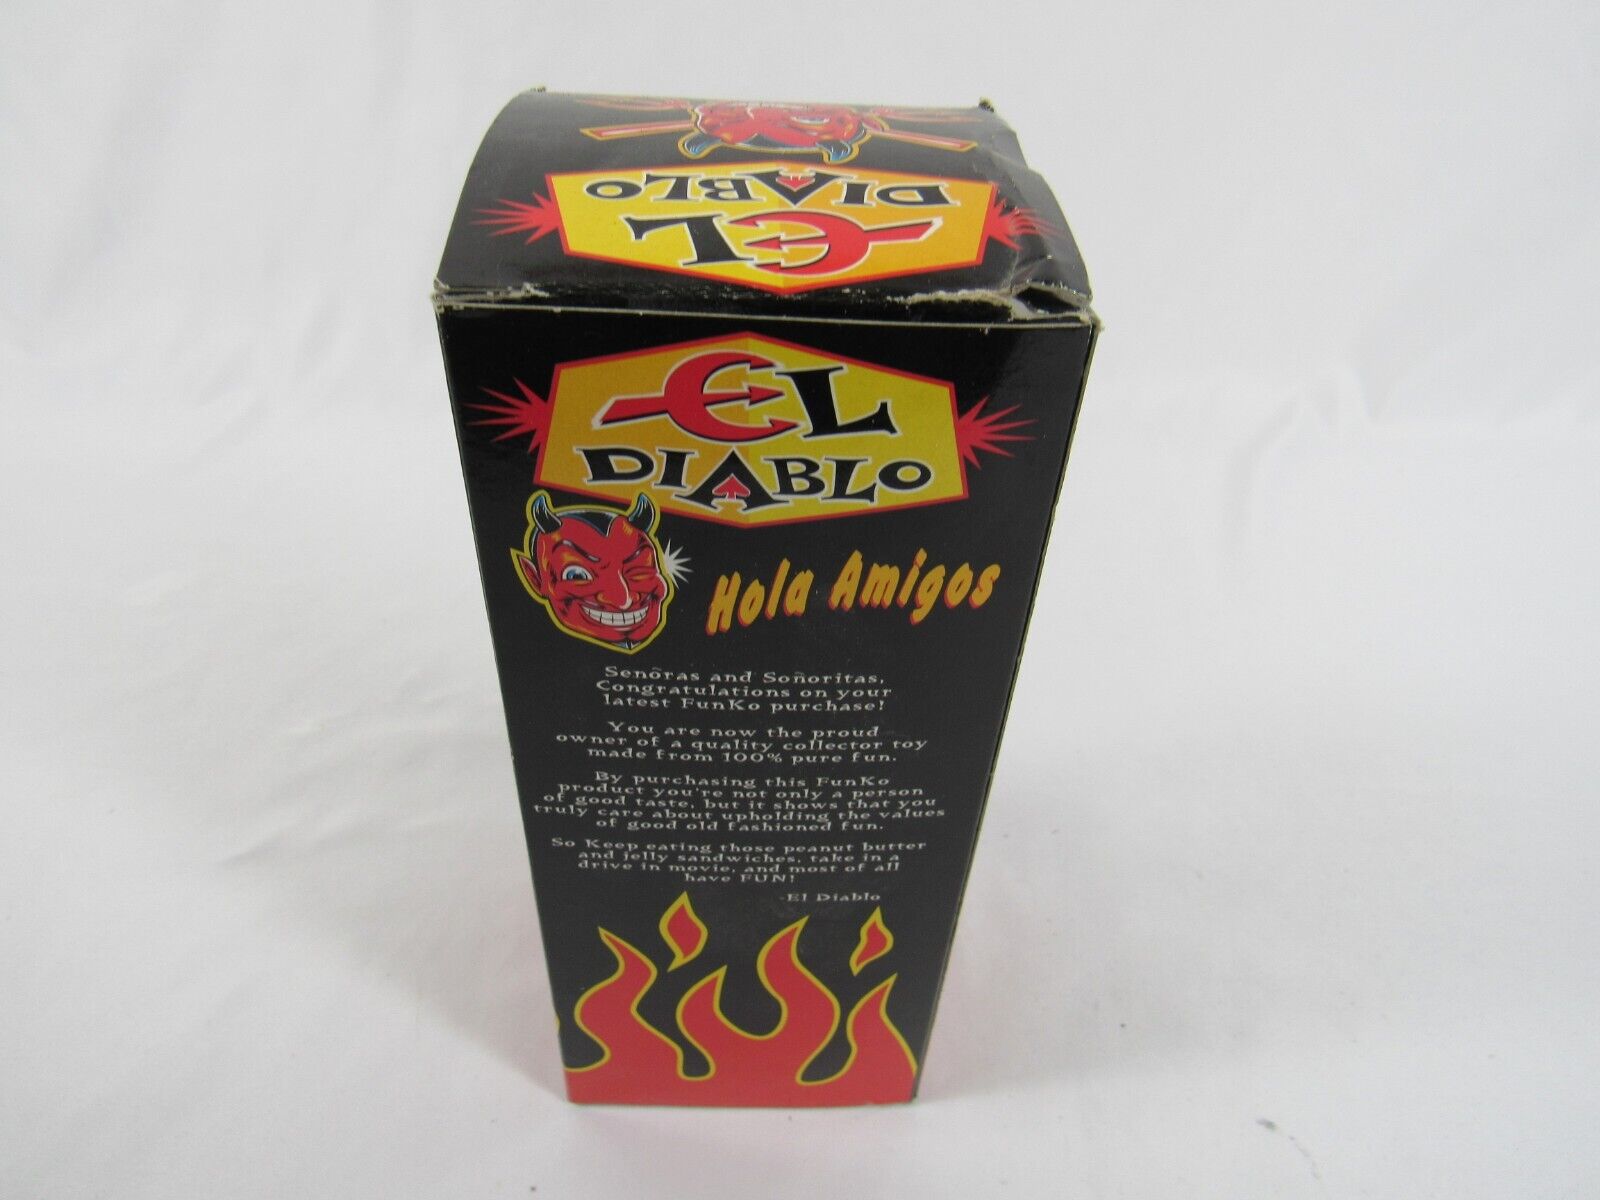 EL
DIABLO
EL
DIABLO
Hola Amigos
Senõras and Soñoritas,
Congratulations on your
latest FunKo purchase!
You are now the proud
owner of a quality collector toy
made from 100% pure fun.
By purchasing this FunKo
product you're not only a person
of good taste, but it shows that you
truly care about upholding the values
of good old fashioned fun.
So Keep eating those peanut butter
and jelly sandwiches, take in a
drive in movie, and most of all
have FUN!
-El Diablo